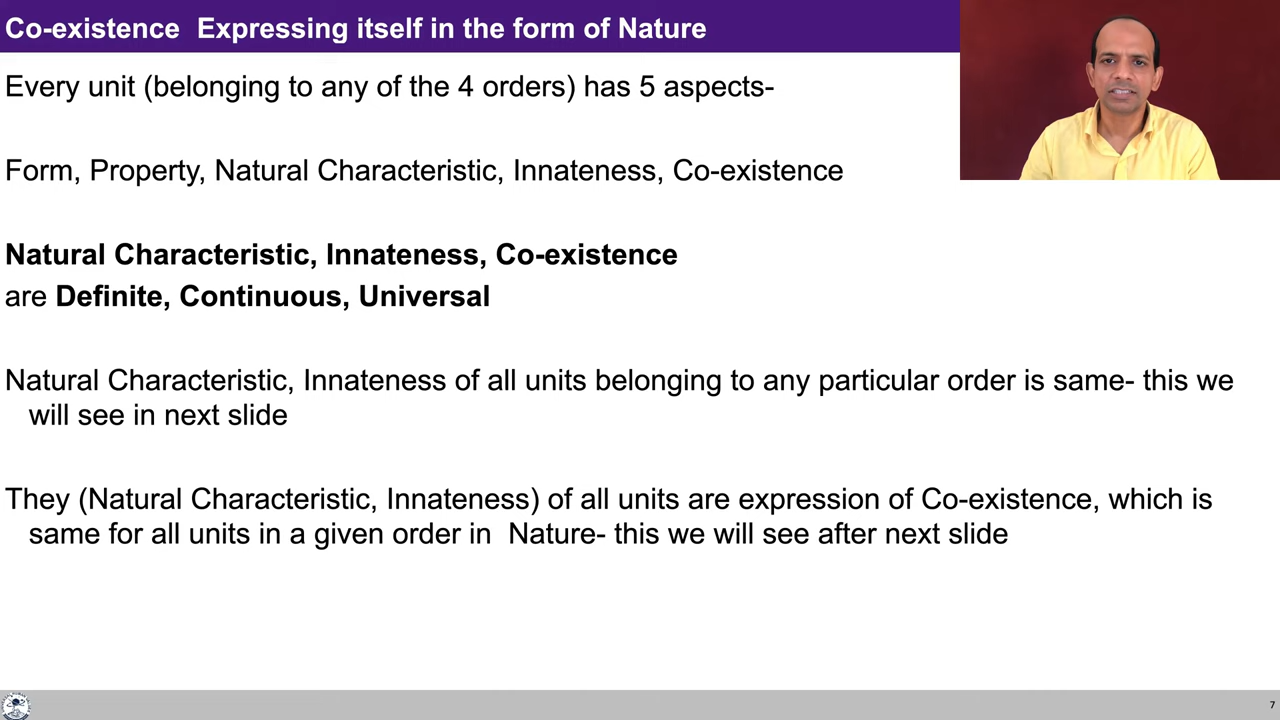 Co-existence  Expressing itself in the form of Nature
Every unit (belonging to any of the 4 orders) has 5 aspects-
Form, Property, Natural Characteristic, Innateness, Co-existence
Natural Characteristic, Innateness, Co-existence
are Definite, Continuous, Universal
Natural Characteristic, Innateness of all units belonging to any particular order is same- this we
will see in next slide
They (Natural Characteristic, Innateness) of all units are expression of Co-existence, which is
same for all units in a given order in  Nature- this we will see after next slide
7